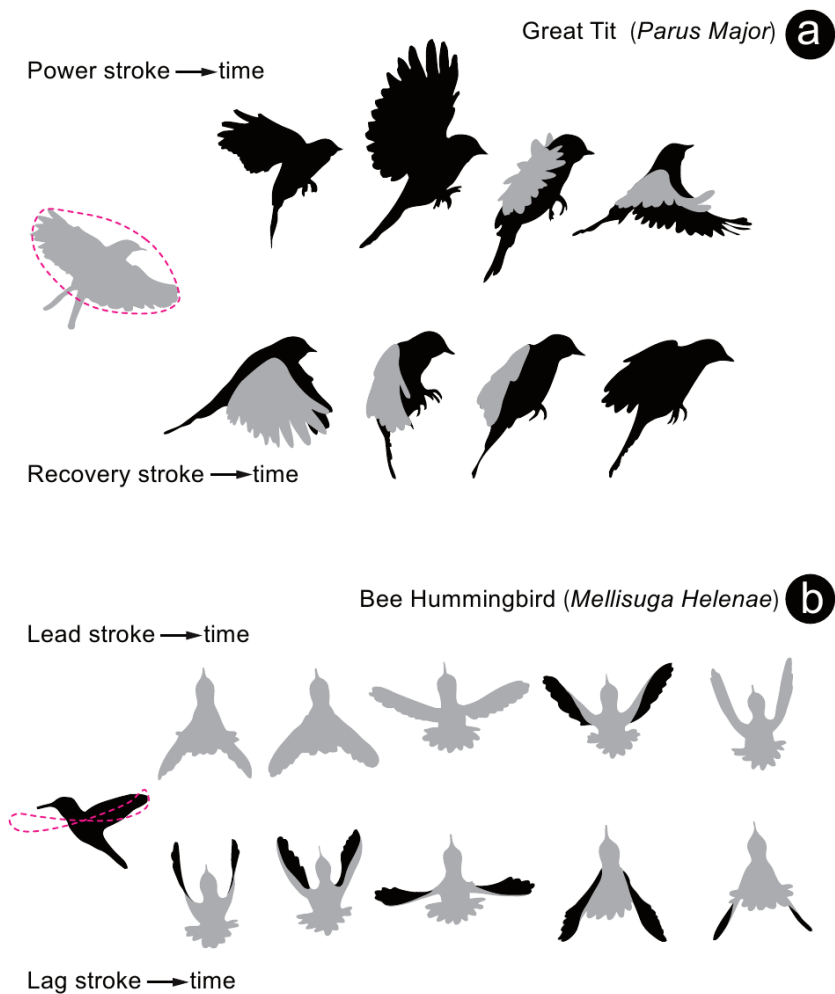 Great Tit (Parus Major) a
Power stroke → time
Recovery stroke → time
Bee Hummingbird (Mellisuga Helenae) b
Lead stroke → time
Lag stroke → time